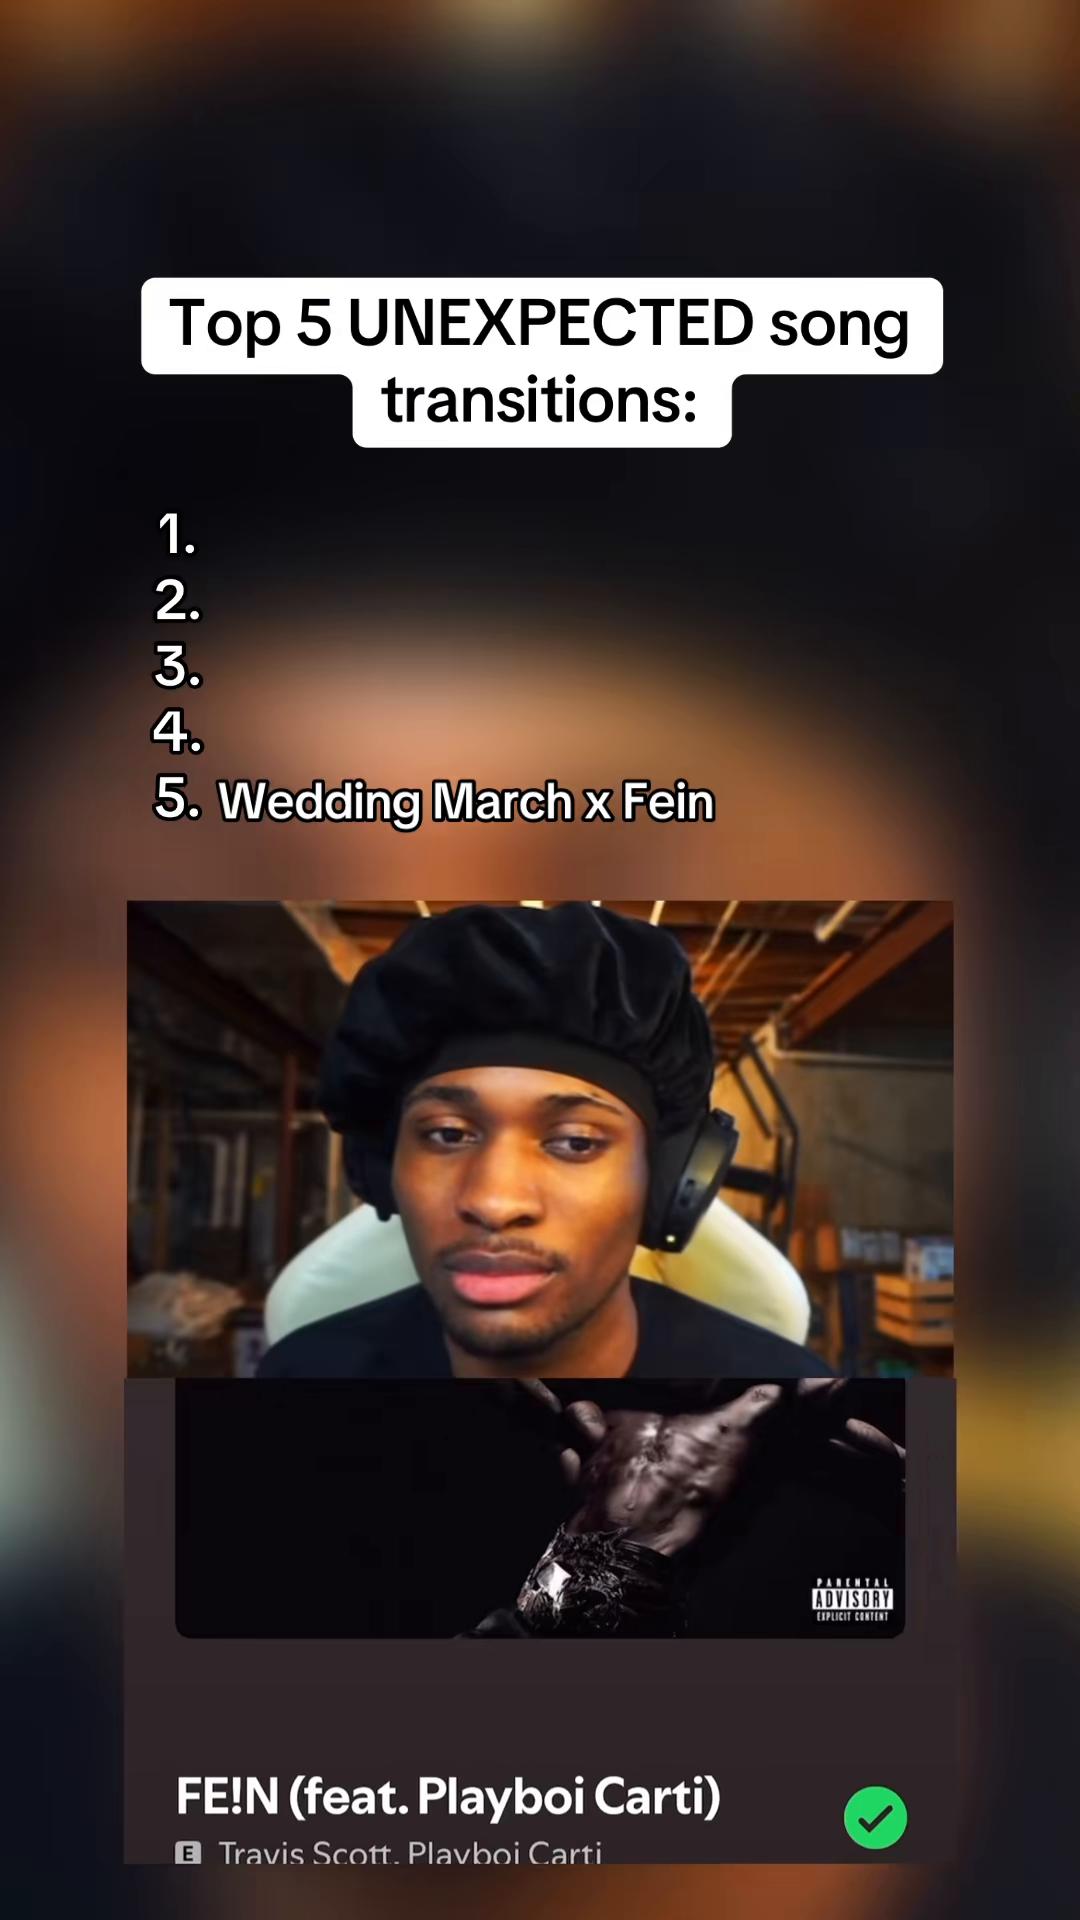 Top 5 UNEXPECTED song
transitions:
1.
2.
3.
4.
5. Wedding March x Fein
PARENTAL
ADVISORY
EXPLICIT CONTENT
FE!N (feat. Playboi Carti)
E Travis Scott, Playboi Carti